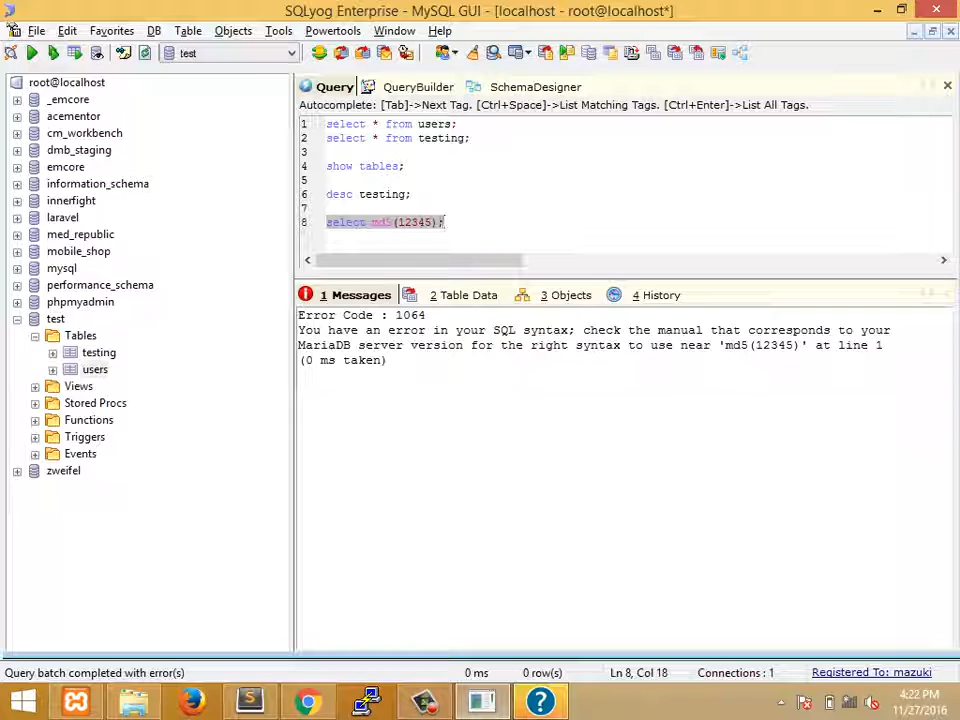 SQLyog Enterprise - MySQL GUI - [localhost - root@localhost*]
File Edit Favorites DB Table Objects Tools Powertools Window Help
test
root@localhost
_emcore
acementor
cm_workbench
dmb_staging
emcore
information_schema
innerfight
laravel
med_republic
mobile_shop
mysql
performance_schema
phpmyadmin
test
Tables
testing
users
Views
Stored Procs
Functions
Triggers
Events
zweifel
Query QueryBuilder SchemaDesigner
Autocomplete: [Tab]->Next Tag. [Ctrl+Space]->List Matching Tags. [Ctrl+Enter]->List All Tags.
1 select * from users;
2 select * from testing;
3
4 show tables;
5
6 desc testing;
7
8 select md5(12345);
1 Messages 2 Table Data 3 Objects 4 History
Error Code : 1064
You have an error in your SQL syntax; check the manual that corresponds to your
MariaDB server version for the right syntax to use near 'md5(12345)' at line 1
(0 ms taken)
Query batch completed with error(s) 0 ms 0 row(s) Ln 8, Col 18 Connections : 1 Registered To: mazuki
4:22 PM
11/27/2016